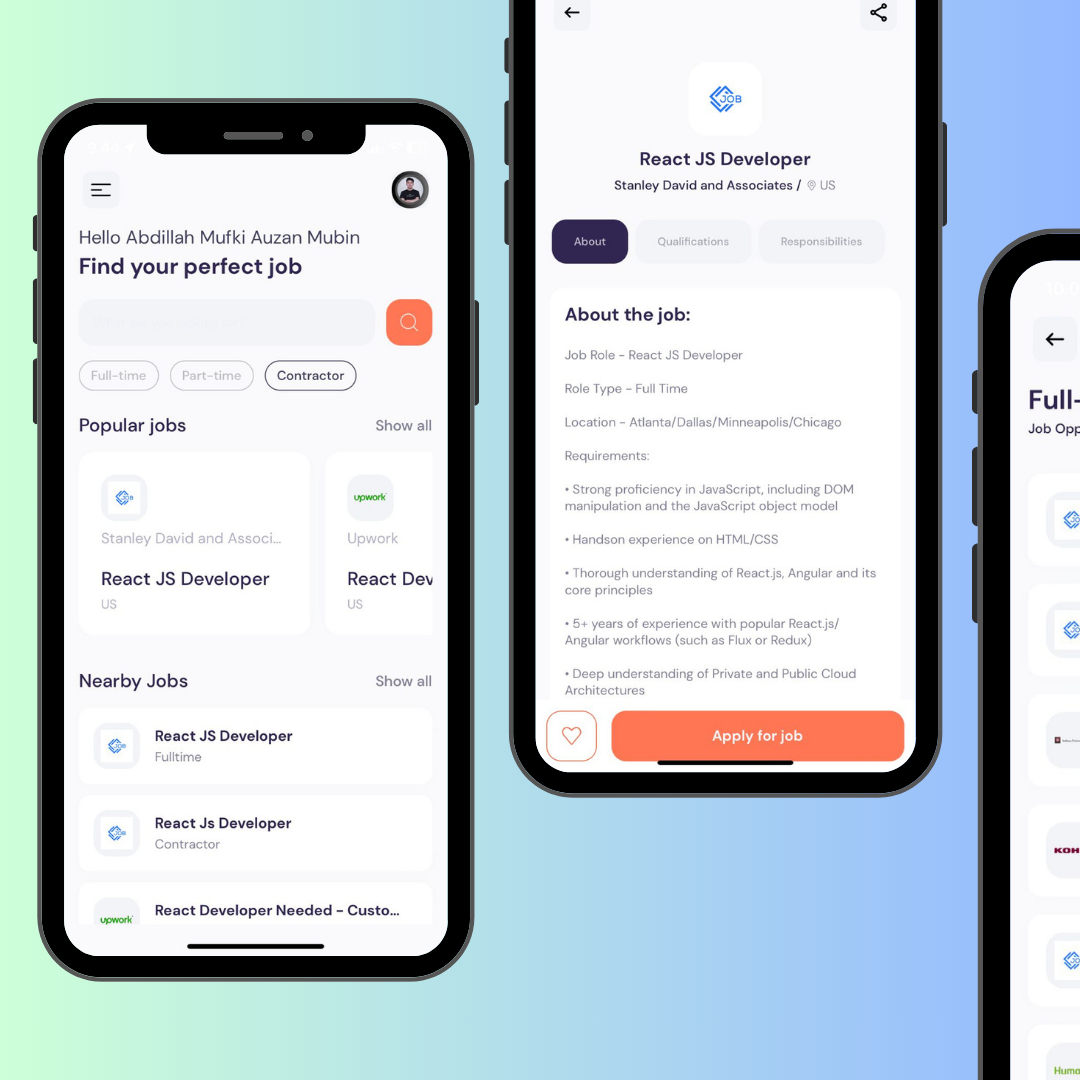 Hello Abdillah Mufki Auzan Mubin
Find your perfect job
Full-time
Part-time
Contractor
Popular jobs
Show all
JOB
Stanley David and Associ...
React JS Developer
US
upwork
Upwork
React Dev
US
Nearby Jobs
Show all
JOB
React JS Developer
Fulltime
JOB
React Js Developer
Contractor
upwork
React Developer Needed - Custo...
JOB
React JS Developer
Stanley David and Associates / US
About
Qualifications
Responsibilities
About the job:
Job Role - React JS Developer
Role Type - Full Time
Location - Atlanta/Dallas/Minneapolis/Chicago
Requirements:
• Strong proficiency in JavaScript, including DOM
manipulation and the JavaScript object model
• Handson experience on HTML/CSS
• Thorough understanding of React.js, Angular and its
core principles
• 5+ years of experience with popular React.js/
Angular workflows (such as Flux or Redux)
• Deep understanding of Private and Public Cloud
Architectures
Apply for job
Full-
Job Opp
KOH
Huma